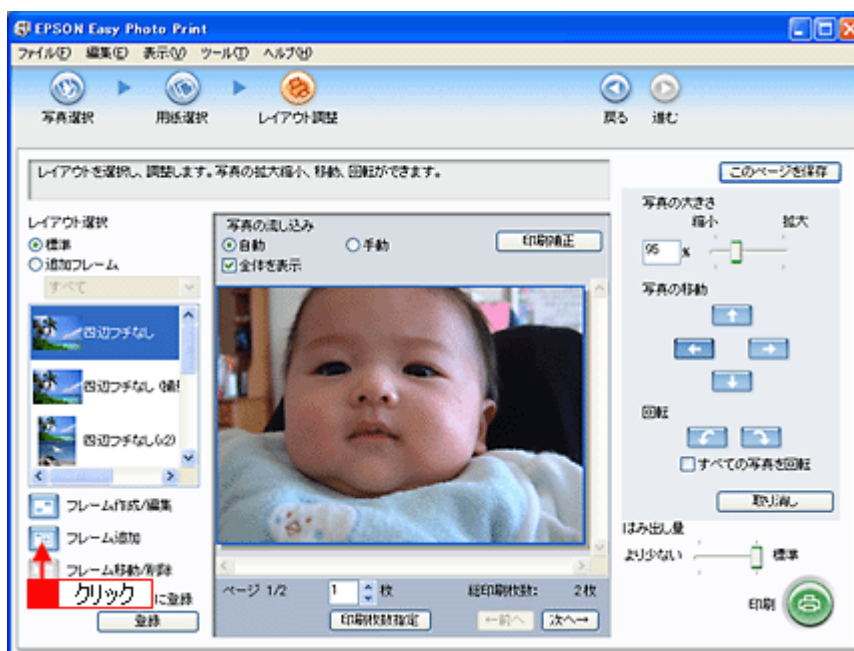 EPSON Easy Photo Print
ファイル(F) 編集(E) 表示(V) ツール(T) ヘルプ(H)
写真選択 用紙選択 レイアウト調整 戻る 進む
レイアウトを選択し、調整します。写真の拡大縮小、移動、回転ができます。
このページを保存
レイアウト選択
標準
追加フレーム
すべて
四辺フチなし
四辺フチなし
四辺フチなし(x2)
フレーム作成/編集
フレーム追加
フレーム移動/削除
クリック
に登録
登録
写真の流し込み
自動 手動
全体を表示
印刷補正
ページ 1/2 1 枚 総印刷枚数: 2枚
印刷枚数指定 ←前へ 次へ→
写真の大きさ
縮小 拡大
95 %
写真の移動
回転
すべての写真を回転
取り消し
はみ出し量
より少ない 標準
印刷